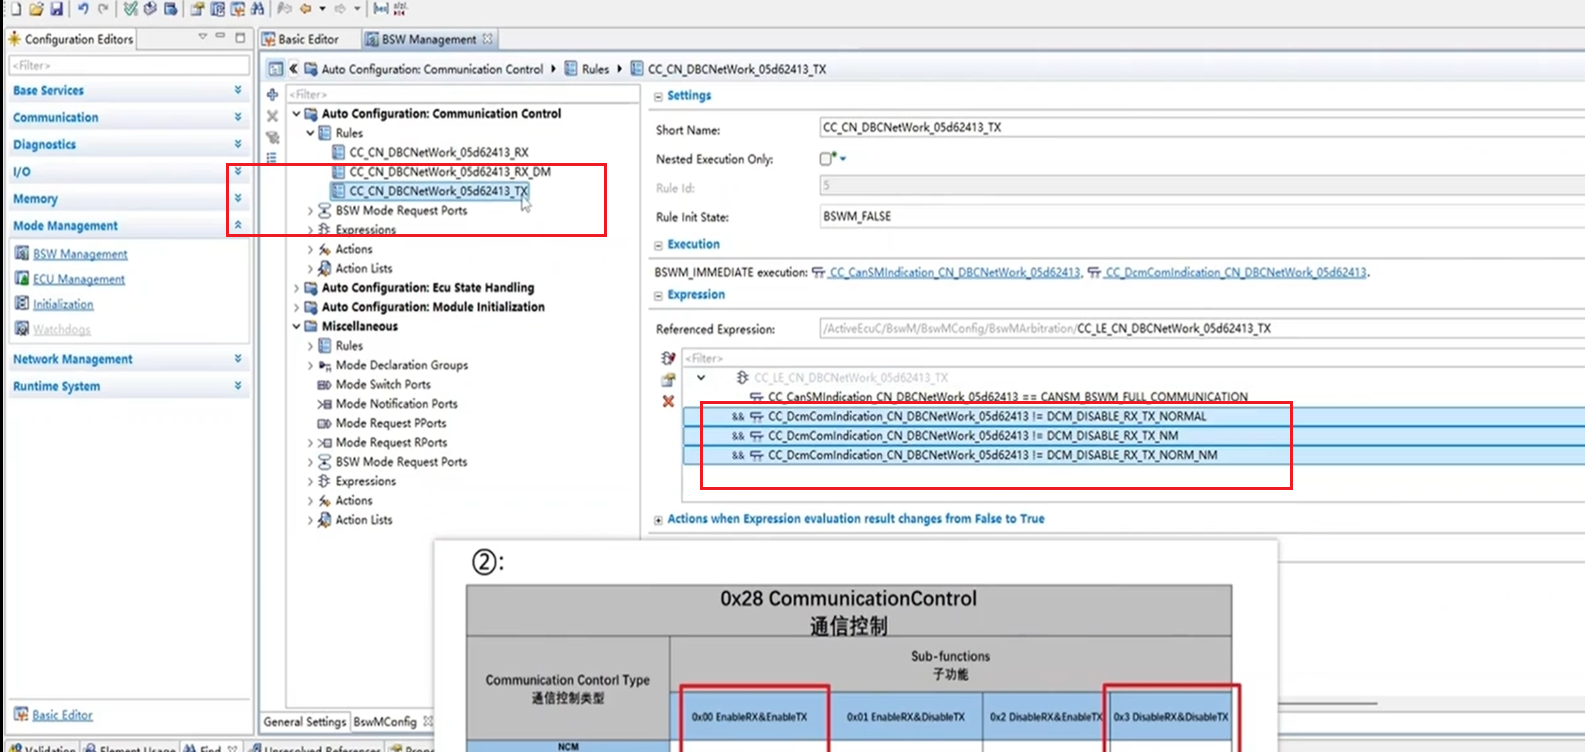 Configuration Editors
<Filter>
Base Services
Communication
Diagnostics
I/O
Memory
Mode Management
BSW Management
ECU Management
Initialization
Watchdogs
Network Management
Runtime System
Basic Editor
Basic Editor
BSW Management
Auto Configuration: Communication Control
Rules
CC_CN_DBCNetWork_05d62413_TX
<Filter>
Auto Configuration: Communication Control
Rules
CC_CN_DBCNetWork_05d62413_RX
CC_CN_DBCNetWork_05d62413_RX_DM
CC_CN_DBCNetWork_05d62413_TX
BSW Mode Request Ports
Expressions
Actions
Action Lists
Auto Configuration: Ecu State Handling
Auto Configuration: Module Initialization
Miscellaneous
Rules
Mode Declaration Groups
Mode Switch Ports
Mode Notification Ports
Mode Request PPorts
Mode Request RPorts
BSW Mode Request Ports
Expressions
Actions
Action Lists
General Settings BswMConfig
Settings
Short Name: CC_CN_DBCNetWork_05d62413_TX
Nested Execution Only:
Rule Id: 5
Rule Init State: BSWM_FALSE
Execution
BSWM_IMMEDIATE execution: CC_CanSMIndication_CN_DBCNetWork_05d62413, CC_DcmComIndication_CN_DBCNetWork_05d62413.
Expression
Referenced Expression: /ActiveEcuC/BswM/BswMConfig/BswMArbitration/CC_LE_CN_DBCNetWork_05d62413_TX
<Filter>
CC_LE_CN_DBCNetWork_05d62413_TX
CC_CanSMIndication_CN_DBCNetWork_05d62413 == CANSM_BSWM_FULL_COMMUNICATION
&& CC_DcmComIndication_CN_DBCNetWork_05d62413 != DCM_DISABLE_RX_TX_NORMAL
&& CC_DcmComIndication_CN_DBCNetWork_05d62413 != DCM_DISABLE_RX_TX_NM
&& CC_DcmComIndication_CN_DBCNetWork_05d62413 != DCM_DISABLE_RX_TX_NORM_NM
Actions when Expression evaluation result changes from False to True
②:
0x28 CommunicationControl
通信控制
Communication Contorl Type
通信控制类型
Sub-functions
子功能
0x00 EnableRX&EnableTX
0x01 EnableRX&DisableTX
0x2 DisableRX&EnableTX
0x3 DisableRX&DisableTX
NCM
Validation
Element Usage
Find
Unresolved References